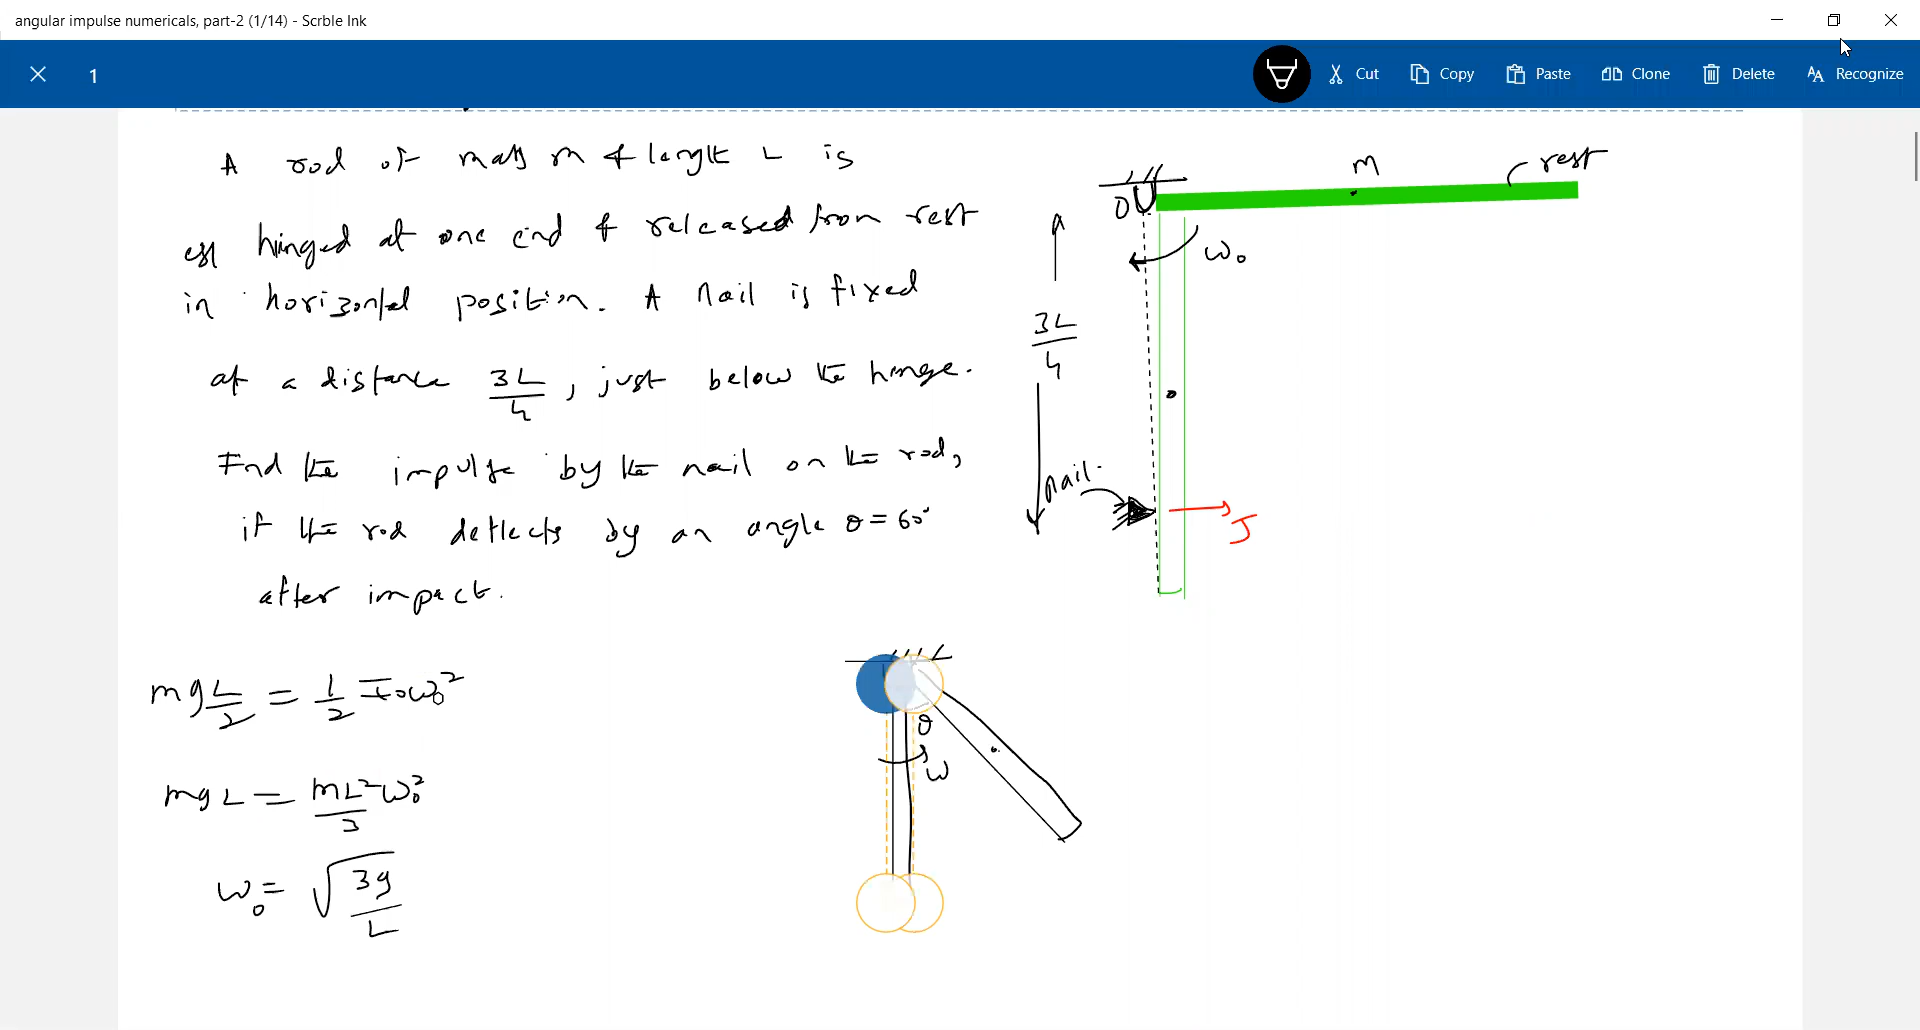 angular impulse numericals, part-2 (1/14) - Scrble Ink
1
Cut
Copy
Paste
Clone
Delete
Recognize
A rod of mass m & length L is
hinged at one end & released from rest
in horizontal position. A nail is fixed
at a distance 3L/4, just below the hinge.
Find the impulse by the nail on the rod,
if the rod deflects by an angle θ = 60°
after impact.
mg L/2 = 1/2 I₀ω₀²
mgL = mL²ω₀²/3
ω₀ = √(3g/L)
O
m
rest
ω₀
3L/4
nail
J
θ
ω